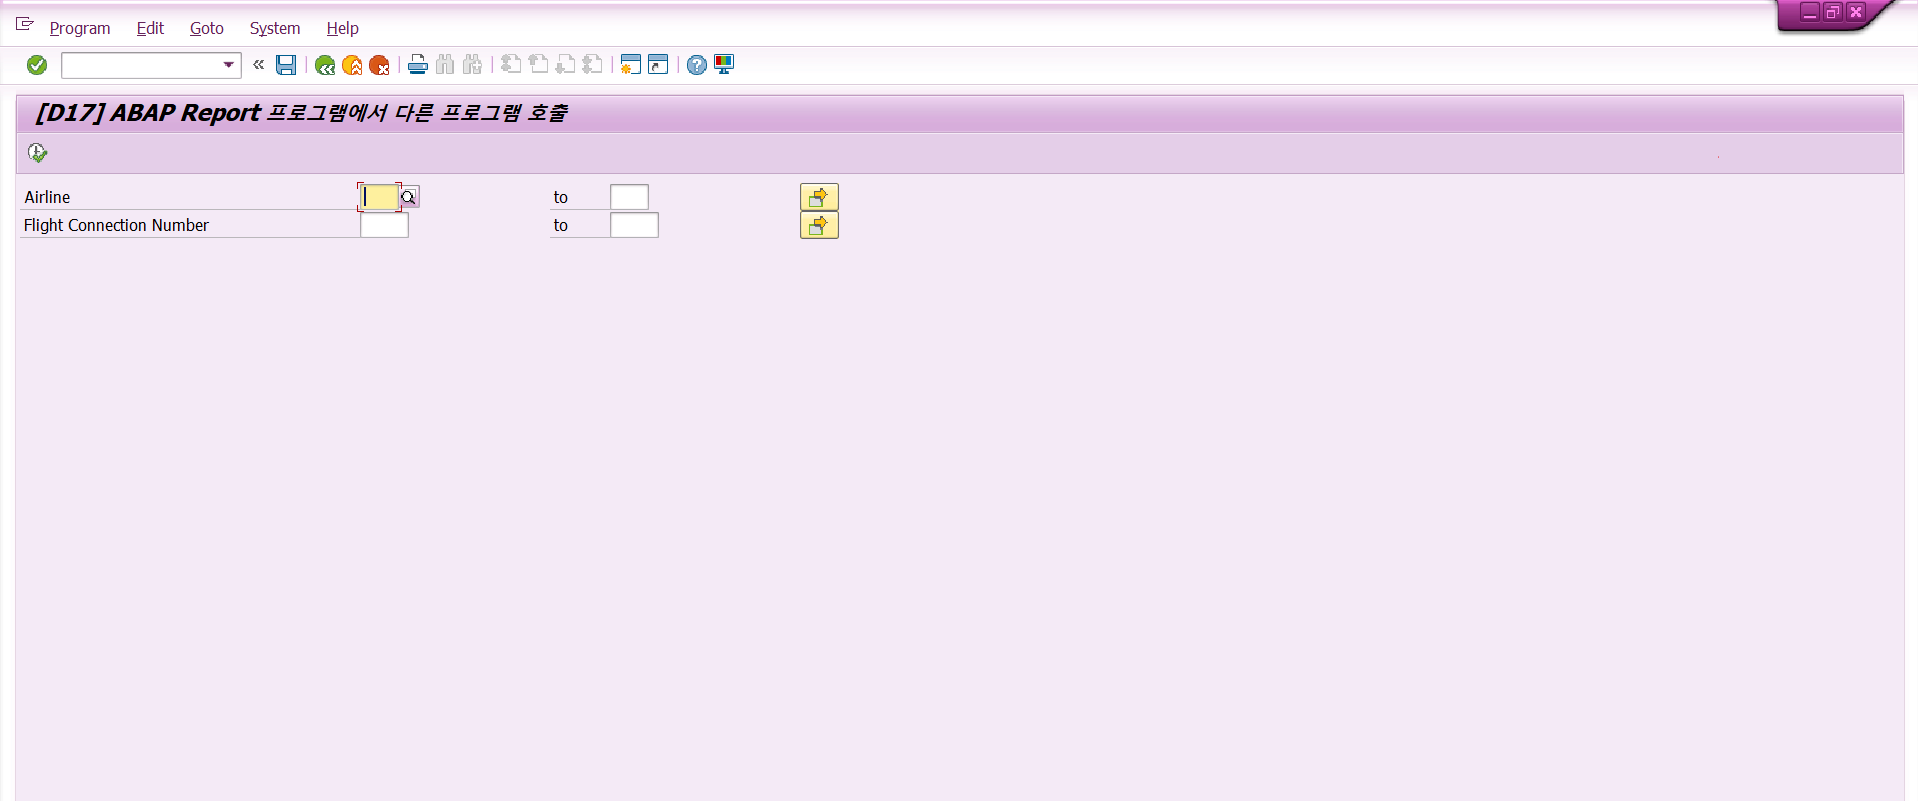 Program Edit Goto System Help
[D17] ABAP Report 프로그램에서 다른 프로그램 호출
Airline to
Flight Connection Number to